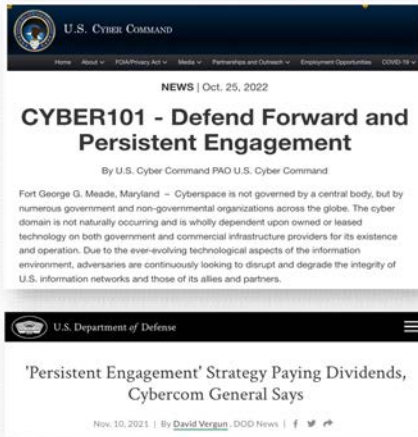 U.S. Cyber Command
Home About FOIA/Privacy Act Media Partnerships and Outreach Employment Opportunities COVID-19
NEWS | Oct. 25, 2022
CYBER101 - Defend Forward and
Persistent Engagement
By U.S. Cyber Command PAO U.S. Cyber Command
Fort George G. Meade, Maryland – Cyberspace is not governed by a central body, but by
numerous government and non-governmental organizations across the globe. The cyber
domain is not naturally occurring and is wholly dependent upon owned or leased
technology on both government and commercial infrastructure providers for its existence
and operation. Due to the ever-evolving technological aspects of the information
environment, adversaries are continuously looking to disrupt and degrade the integrity of
U.S. information networks and those of its allies and partners.
U.S. Department of Defense
'Persistent Engagement' Strategy Paying Dividends,
Cybercom General Says
Nov. 10, 2021 | By David Vergun , DOD News |